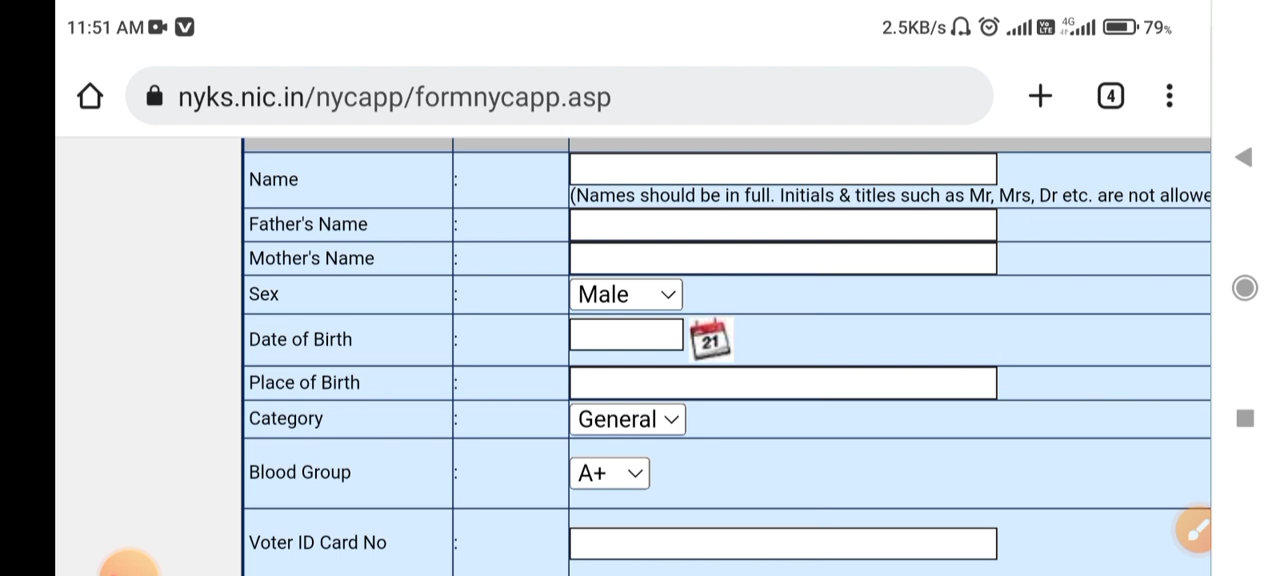 11:51 AM
2.5KB/s 4G 79%
nyks.nic.in/nycapp/formnycapp.asp
4
Name :
(Names should be in full. Initials & titles such as Mr, Mrs, Dr etc. are not allowe
Father's Name :
Mother's Name :
Sex : Male
Date of Birth : 21
Place of Birth :
Category : General
Blood Group : A+
Voter ID Card No :